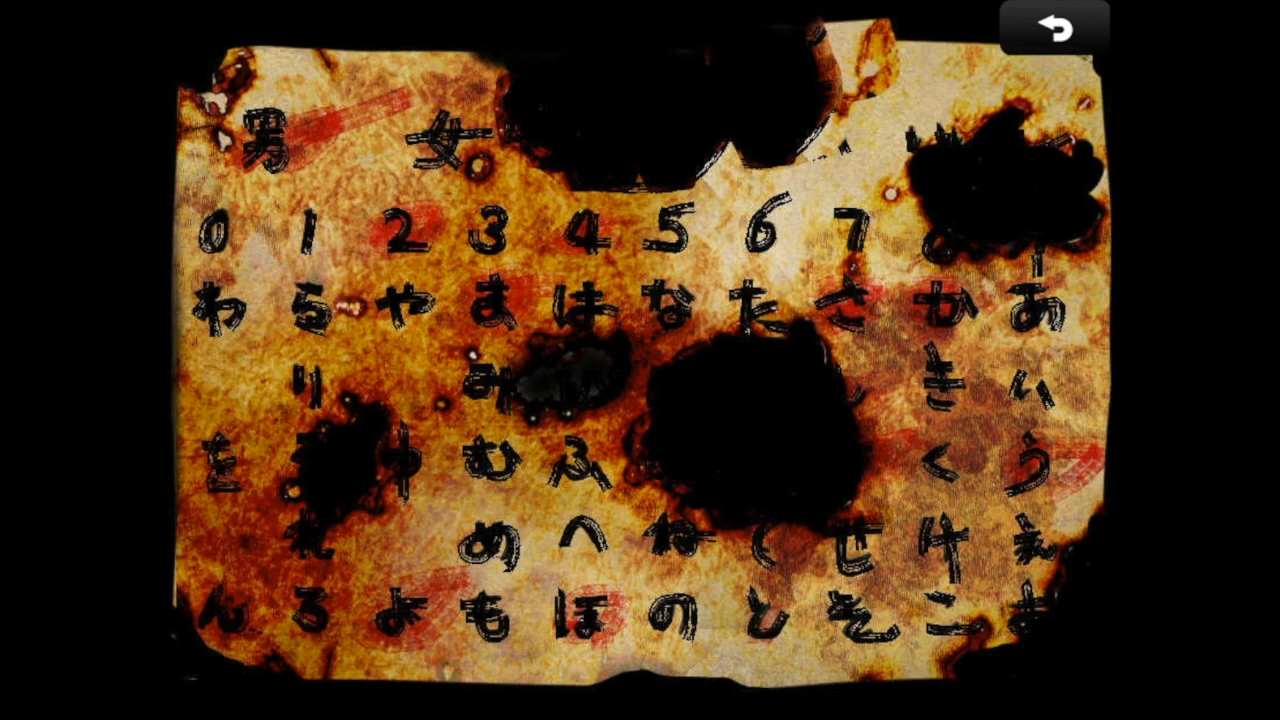 男 女
0 1 2 3 4 5 6 7
わ ら や ま は な た さ か あ
り み き い
を ゆ む ふ く う
れ め へ ね せ け え
ん ろ よ も ほ の と そ こ お